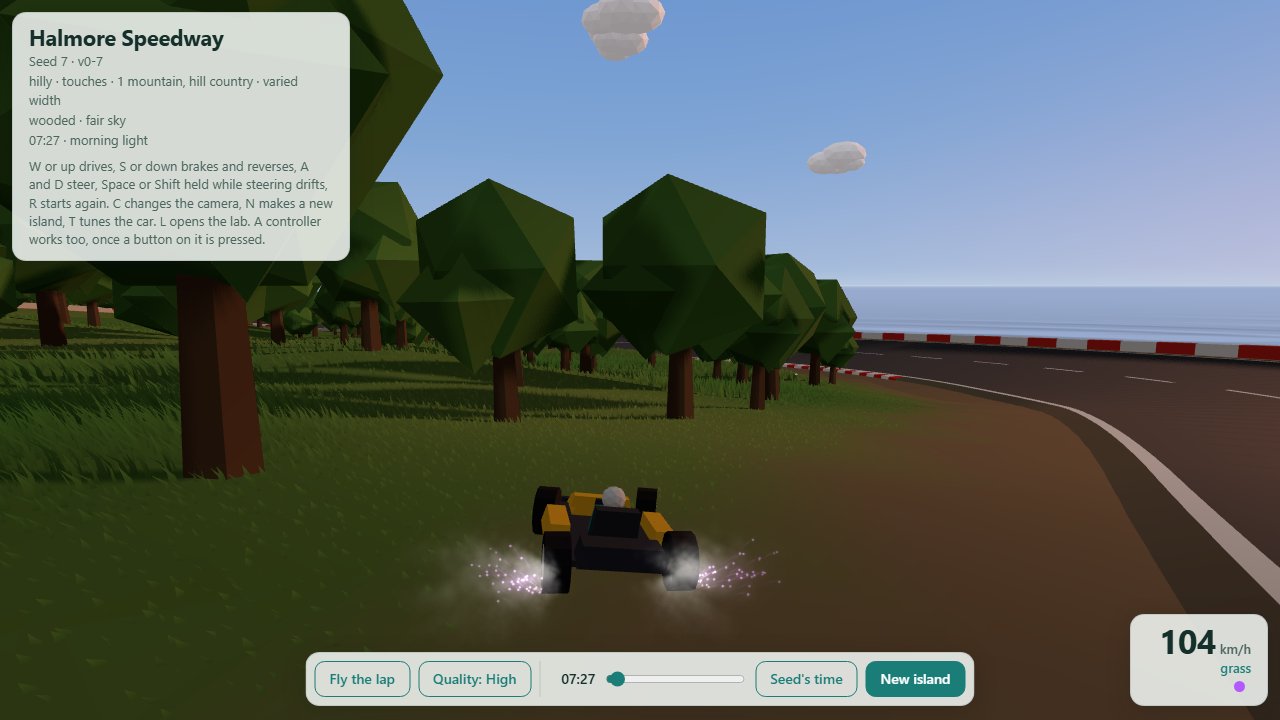 Halmore Speedway
Seed 7 · v0-7
hilly · touches · 1 mountain, hill country · varied
width
wooded · fair sky
07:27 · morning light
W or up drives, S or down brakes and reverses, A
and D steer, Space or Shift held while steering drifts,
R starts again. C changes the camera, N makes a new
island, T tunes the car. L opens the lab. A controller
works too, once a button on it is pressed.
104 km/h
grass
Fly the lap
Quality: High
07:27
Seed's time
New island